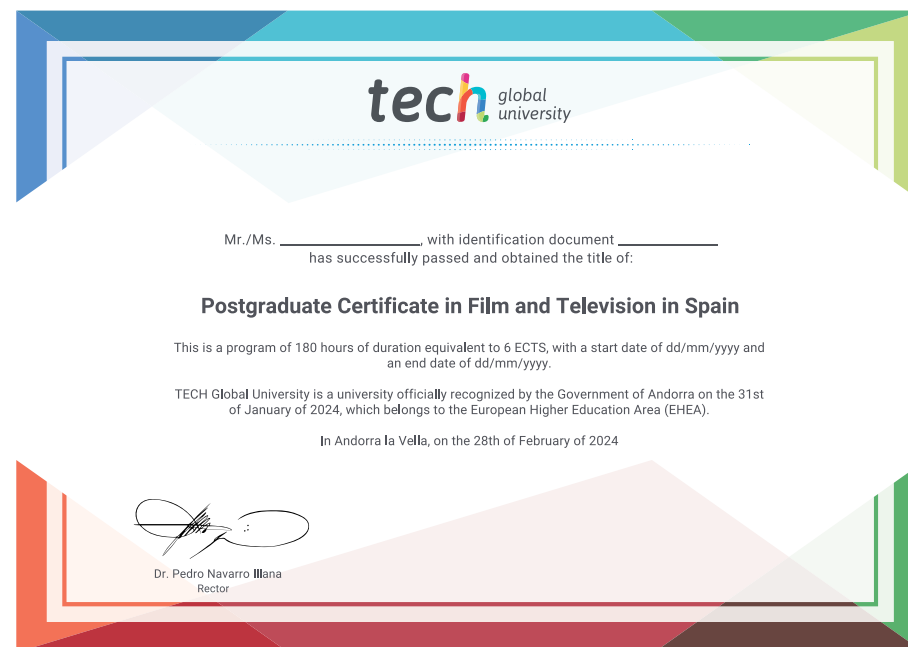 tech global university
Mr./Ms. ____________________, with identification document ______________
has successfully passed and obtained the title of:
Postgraduate Certificate in Film and Television in Spain
This is a program of 180 hours of duration equivalent to 6 ECTS, with a start date of dd/mm/yyyy and
an end date of dd/mm/yyyy.
TECH Global University is a university officially recognized by the Government of Andorra on the 31st
of January of 2024, which belongs to the European Higher Education Area (EHEA).
In Andorra la Vella, on the 28th of February of 2024
Dr. Pedro Navarro Illana
Rector